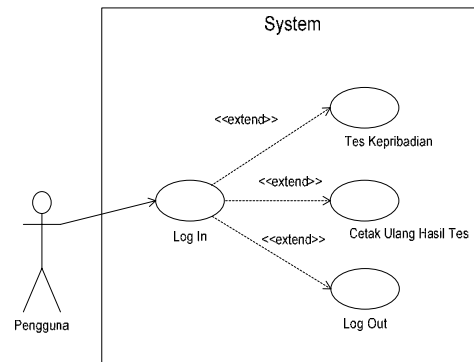 System
<<extend>>
Tes Kepribadian
<<extend>>
Log In
Cetak Ulang Hasil Tes
<<extend>>
Log Out
Pengguna